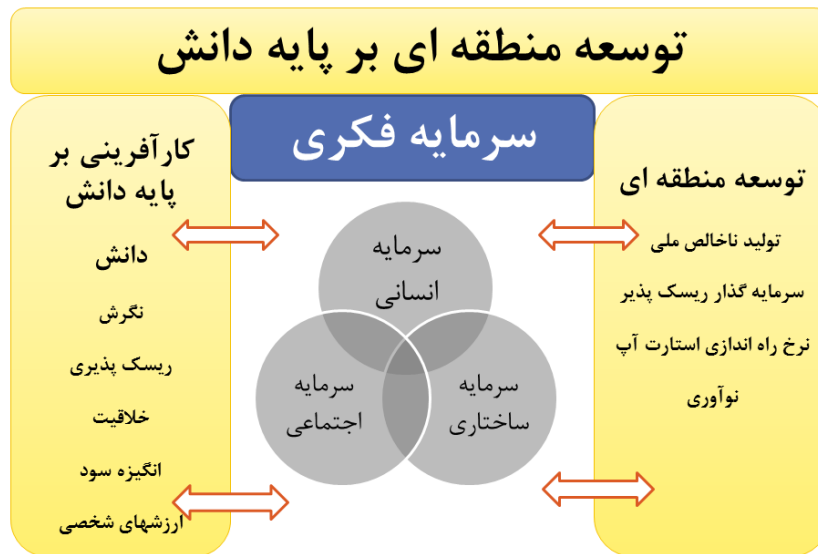 توسعه منطقه ای بر پایه دانش
سرمایه فکری
توسعه منطقه ای
تولید ناخالص ملی
سرمایه گذار ریسک پذیر
نرخ راه اندازی استارت آپ
نوآوری
سرمایه
انسانی
سرمایه
ساختاری
سرمایه
اجتماعی
کارآفرینی بر
پایه دانش
دانش
نگرش
ریسک پذیری
خلاقیت
انگیزه سود
ارزشهای شخصی